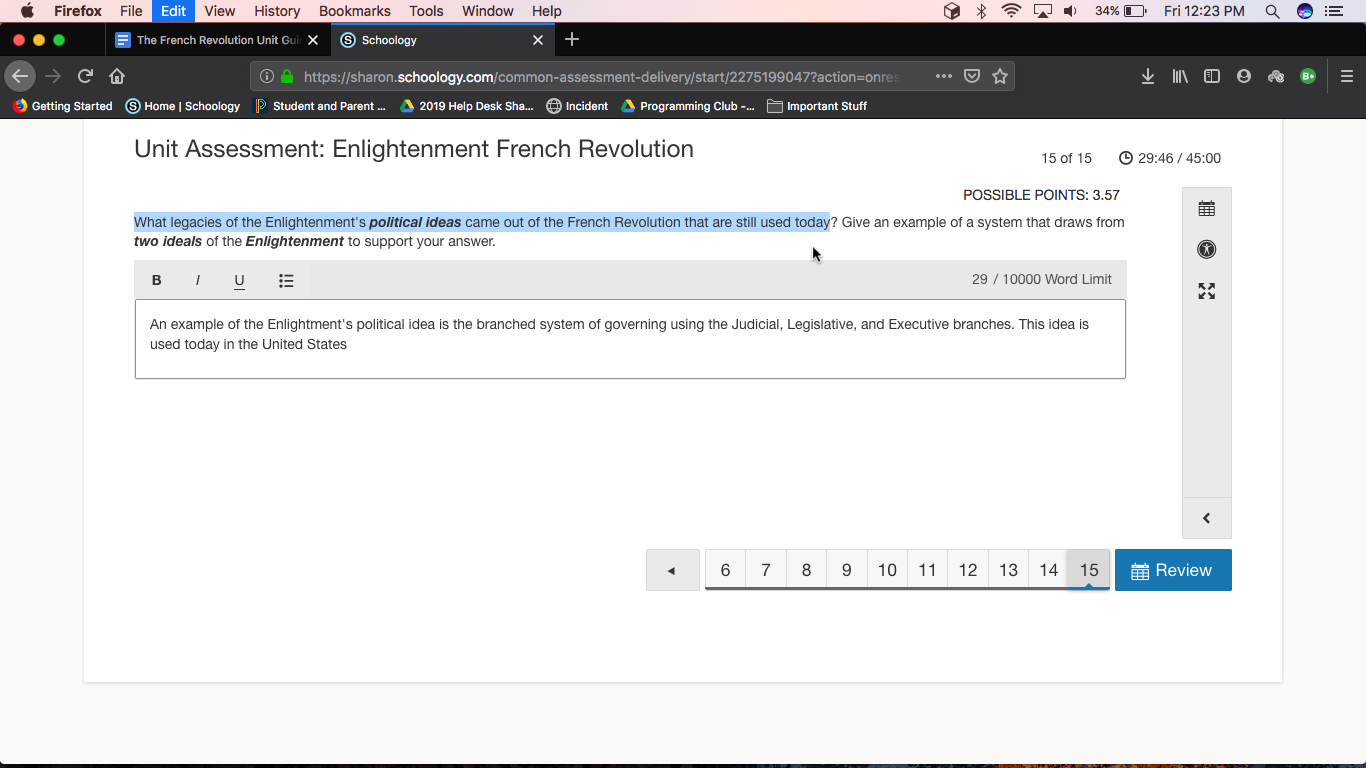 Firefox File Edit View History Bookmarks Tools Window Help 34% Fri 12:23 PM
The French Revolution Unit Gui Schoology
https://sharon.schoology.com/common-assessment-delivery/start/2275199047?action=onres
Getting Started Home | Schoology Student and Parent ... 2019 Help Desk Sha... Incident Programming Club -... Important Stuff
Unit Assessment: Enlightenment French Revolution
15 of 15 29:46 / 45:00
POSSIBLE POINTS: 3.57
What legacies of the Enlightenment's political ideas came out of the French Revolution that are still used today? Give an example of a system that draws from
two ideals of the Enlightenment to support your answer.
B I U 29 / 10000 Word Limit
An example of the Enlightment's political idea is the branched system of governing using the Judicial, Legislative, and Executive branches. This idea is
used today in the United States
6 7 8 9 10 11 12 13 14 15 Review